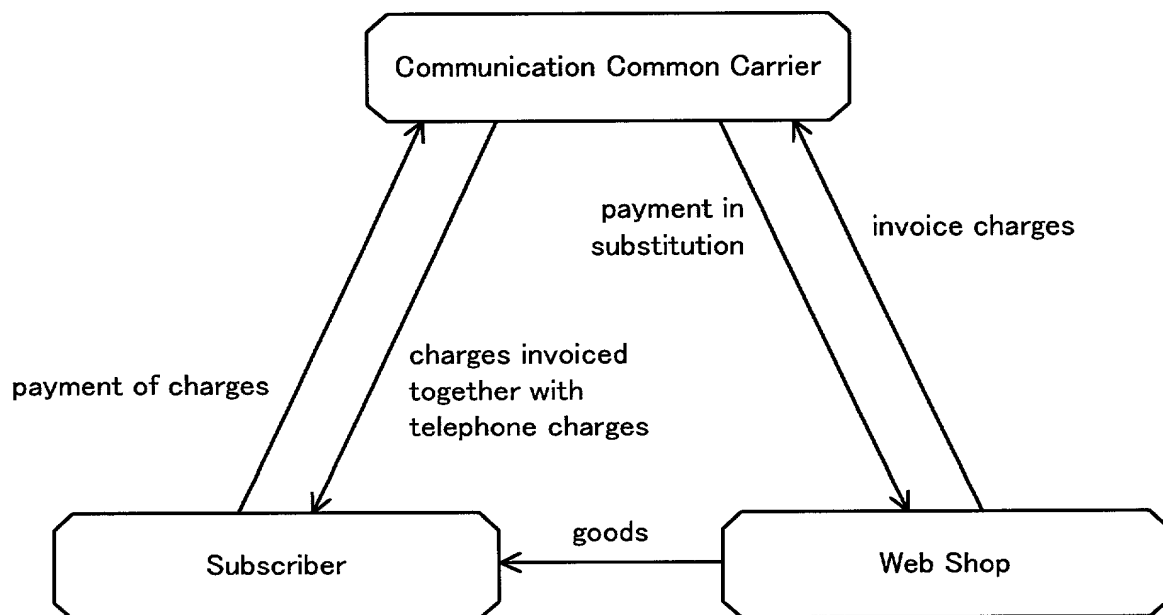 Communication Common Carrier
payment in
substitution
invoice charges
charges invoiced
together with
telephone charges
payment of charges
goods
Subscriber
Web Shop